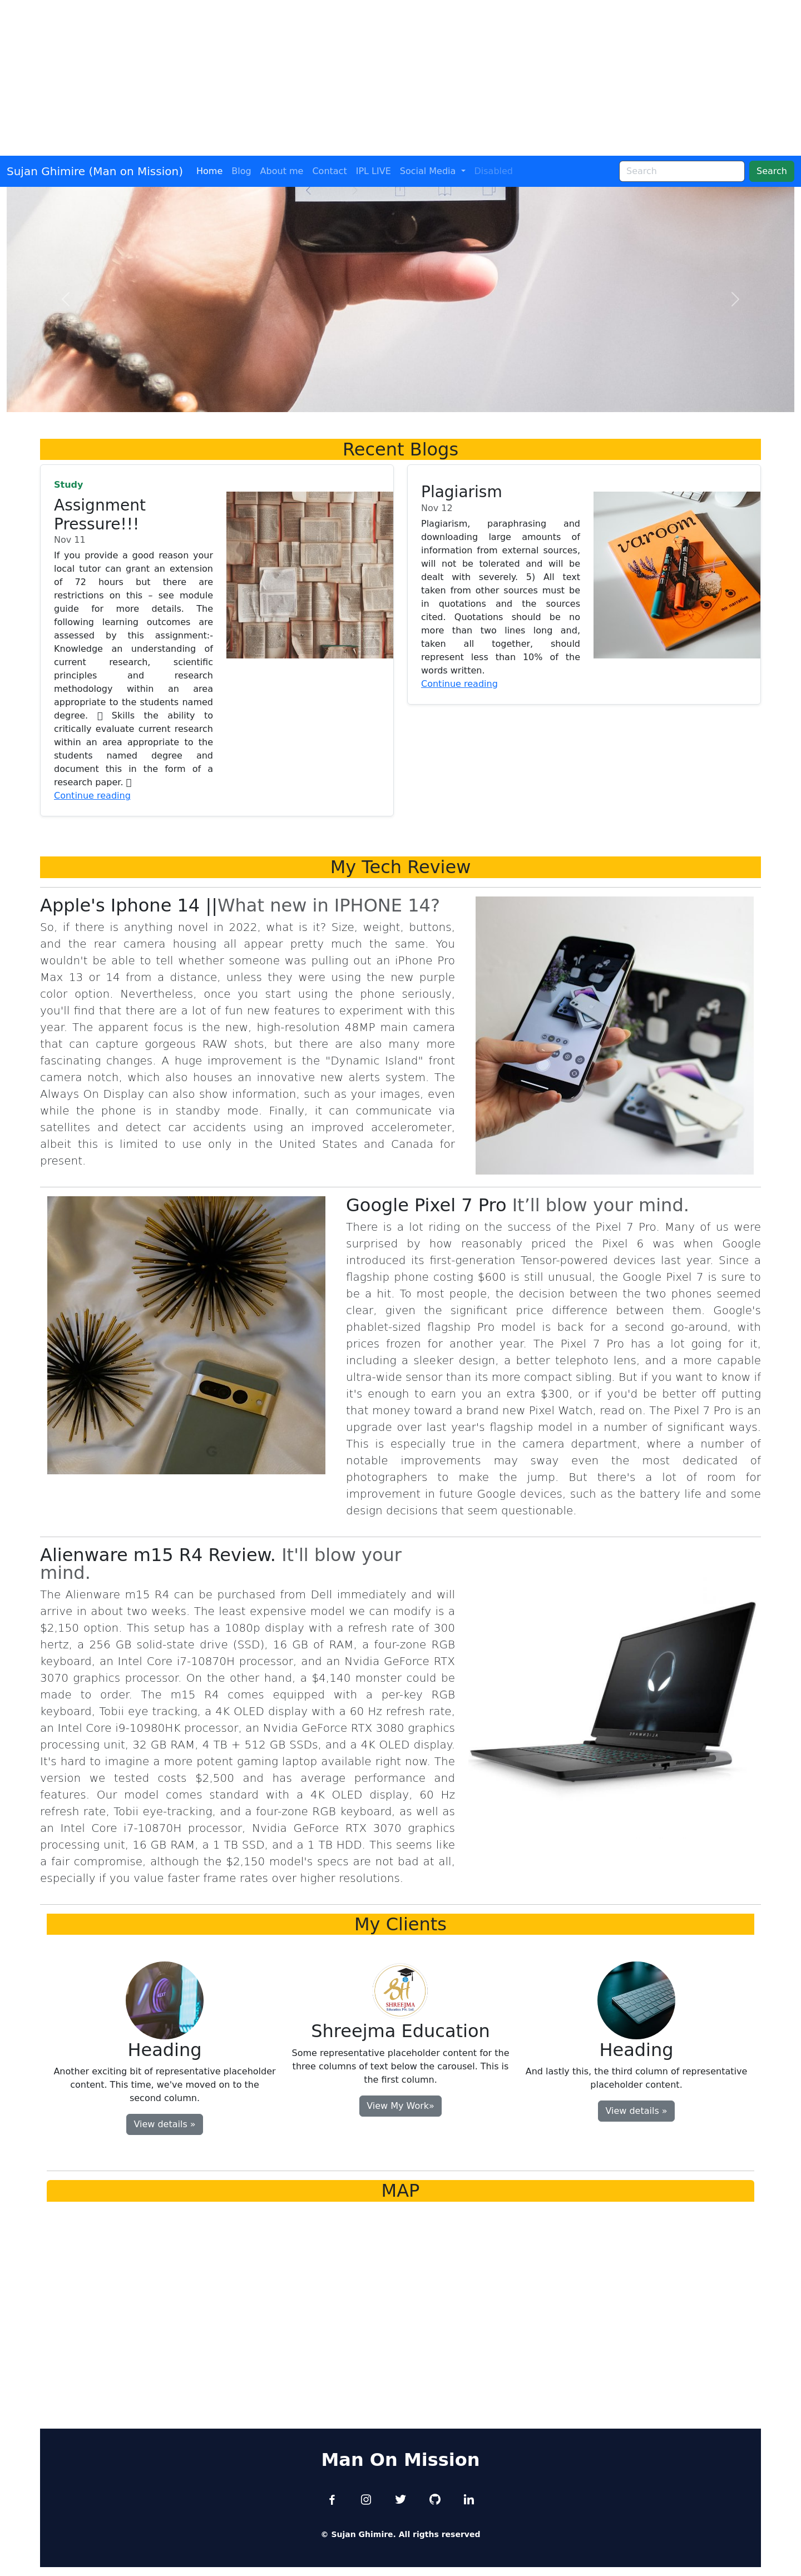 Sujan Ghimire (Man on Mission) Home Blog About me Contact IPL LIVE Social Media Disabled Search Search
Recent Blogs
Study
Assignment
Pressure!!!
Nov 11
If you provide a good reason your
local tutor can grant an extension
of 72 hours but there are
restrictions on this – see module
guide for more details. The
following learning outcomes are
assessed by this assignment:-
Knowledge an understanding of
current research, scientific
principles and research
methodology within an area
appropriate to the students named
degree. Skills the ability to
critically evaluate current research
within an area appropriate to the
students named degree and
document this in the form of a
research paper.
Continue reading
Plagiarism
Nov 12
Plagiarism, paraphrasing and
downloading large amounts of
information from external sources,
will not be tolerated and will be
dealt with severely. 5) All text
taken from other sources must be
in quotations and the sources
cited. Quotations should be no
more than two lines long and,
taken all together, should
represent less than 10% of the
words written.
Continue reading
varoom
an narrative
My Tech Review
Apple's Iphone 14 ||What new in IPHONE 14?
So, if there is anything novel in 2022, what is it? Size, weight, buttons,
and the rear camera housing all appear pretty much the same. You
wouldn't be able to tell whether someone was pulling out an iPhone Pro
Max 13 or 14 from a distance, unless they were using the new purple
color option. Nevertheless, once you start using the phone seriously,
you'll find that there are a lot of fun new features to experiment with this
year. The apparent focus is the new, high-resolution 48MP main camera
that can capture gorgeous RAW shots, but there are also many more
fascinating changes. A huge improvement is the "Dynamic Island" front
camera notch, which also houses an innovative new alerts system. The
Always On Display can also show information, such as your images, even
while the phone is in standby mode. Finally, it can communicate via
satellites and detect car accidents using an improved accelerometer,
albeit this is limited to use only in the United States and Canada for
present.
Google Pixel 7 Pro It’ll blow your mind.
There is a lot riding on the success of the Pixel 7 Pro. Many of us were
surprised by how reasonably priced the Pixel 6 was when Google
introduced its first-generation Tensor-powered devices last year. Since a
flagship phone costing $600 is still unusual, the Google Pixel 7 is sure to
be a hit. To most people, the decision between the two phones seemed
clear, given the significant price difference between them. Google's
phablet-sized flagship Pro model is back for a second go-around, with
prices frozen for another year. The Pixel 7 Pro has a lot going for it,
including a sleeker design, a better telephoto lens, and a more capable
ultra-wide sensor than its more compact sibling. But if you want to know if
it's enough to earn you an extra $300, or if you'd be better off putting
that money toward a brand new Pixel Watch, read on. The Pixel 7 Pro is an
upgrade over last year's flagship model in a number of significant ways.
This is especially true in the camera department, where a number of
notable improvements may sway even the most dedicated of
photographers to make the jump. But there's a lot of room for
improvement in future Google devices, such as the battery life and some
design decisions that seem questionable.
Alienware m15 R4 Review. It'll blow your
mind.
The Alienware m15 R4 can be purchased from Dell immediately and will
arrive in about two weeks. The least expensive model we can modify is a
$2,150 option. This setup has a 1080p display with a refresh rate of 300
hertz, a 256 GB solid-state drive (SSD), 16 GB of RAM, a four-zone RGB
keyboard, an Intel Core i7-10870H processor, and an Nvidia GeForce RTX
3070 graphics processor. On the other hand, a $4,140 monster could be
made to order. The m15 R4 comes equipped with a per-key RGB
keyboard, Tobii eye tracking, a 4K OLED display with a 60 Hz refresh rate,
an Intel Core i9-10980HK processor, an Nvidia GeForce RTX 3080 graphics
processing unit, 32 GB RAM, 4 TB + 512 GB SSDs, and a 4K OLED display.
It's hard to imagine a more potent gaming laptop available right now. The
version we tested costs $2,500 and has average performance and
features. Our model comes standard with a 4K OLED display, 60 Hz
refresh rate, Tobii eye-tracking, and a four-zone RGB keyboard, as well as
an Intel Core i7-10870H processor, Nvidia GeForce RTX 3070 graphics
processing unit, 16 GB RAM, a 1 TB SSD, and a 1 TB HDD. This seems like
a fair compromise, although the $2,150 model's specs are not bad at all,
especially if you value faster frame rates over higher resolutions.
My Clients
Heading
Another exciting bit of representative placeholder
content. This time, we've moved on to the
second column.
View details »
SHREEJMA
Shreejma Education
Some representative placeholder content for the
three columns of text below the carousel. This is
the first column.
View My Work»
Heading
And lastly this, the third column of representative
placeholder content.
View details »
MAP
Man On Mission
© Sujan Ghimire. All rigths reserved